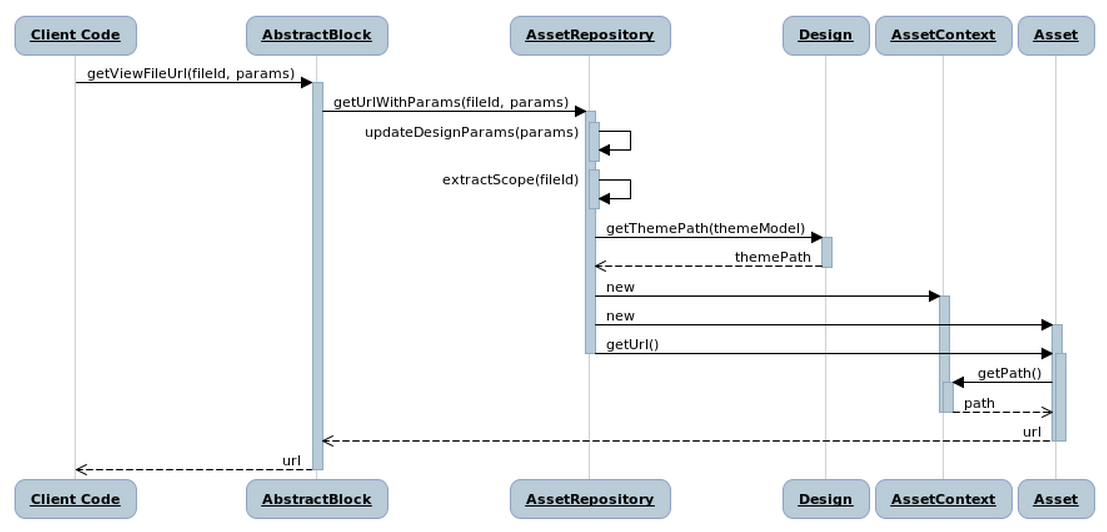 Client Code
AbstractBlock
AssetRepository
Design
AssetContext
Asset
getViewFileUrl(fileId, params)
getUrlWithParams(fileId, params)
updateDesignParams(params)
extractScope(fileId)
getThemePath(themeModel)
themePath
new
new
getUrl()
getPath()
path
url
url
Client Code
AbstractBlock
AssetRepository
Design
AssetContext
Asset